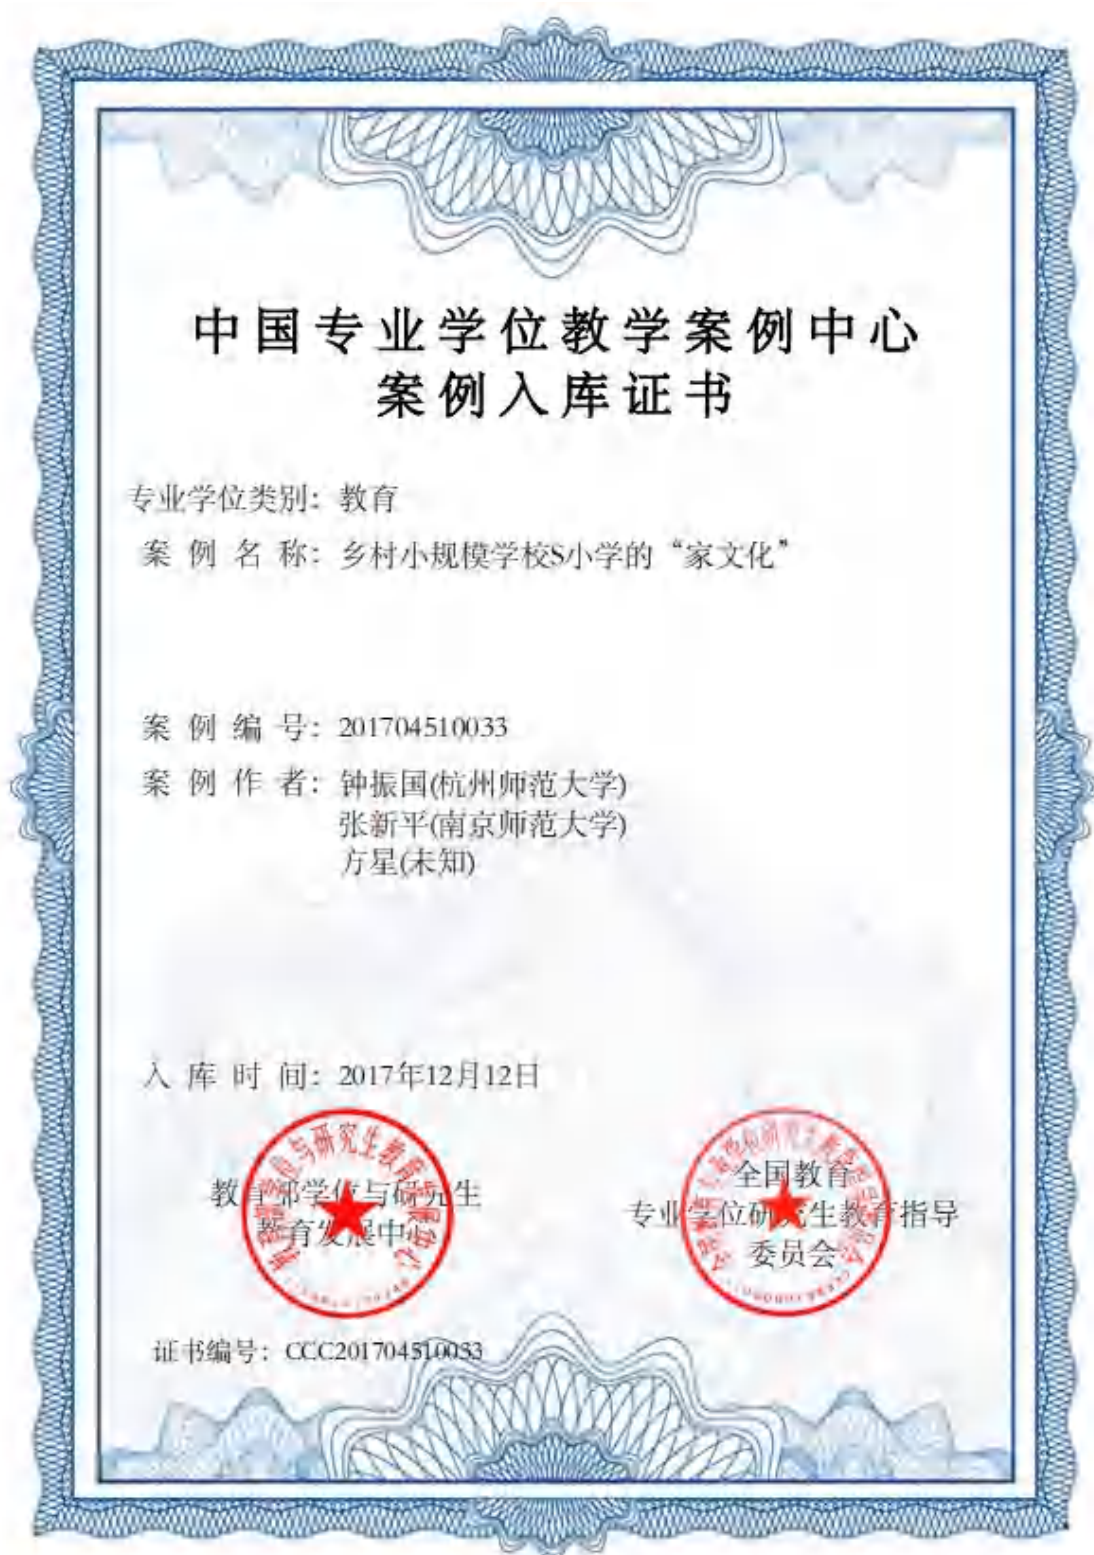 中国专业学位教学案例中心
案例入库证书
专业学位类别：教育
案例名称：乡村小规模学校S小学的“家文化”
案例编号：201704510033
案例作者：钟振国(杭州师范大学)
张新平(南京师范大学)
方星(未知)
入库时间：2017年12月12日
教育部学位与研究生
教育发展中心
全国教育
专业学位研究生教育指导
委员会
证书编号：CCC201704510033